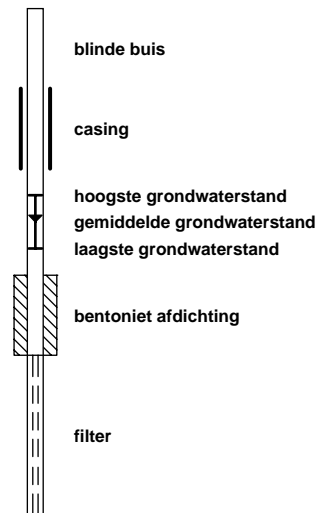 blinde buis
casing
hoogste grondwaterstand
gemiddelde grondwaterstand
laagste grondwaterstand
bentoniet afdichting
filter